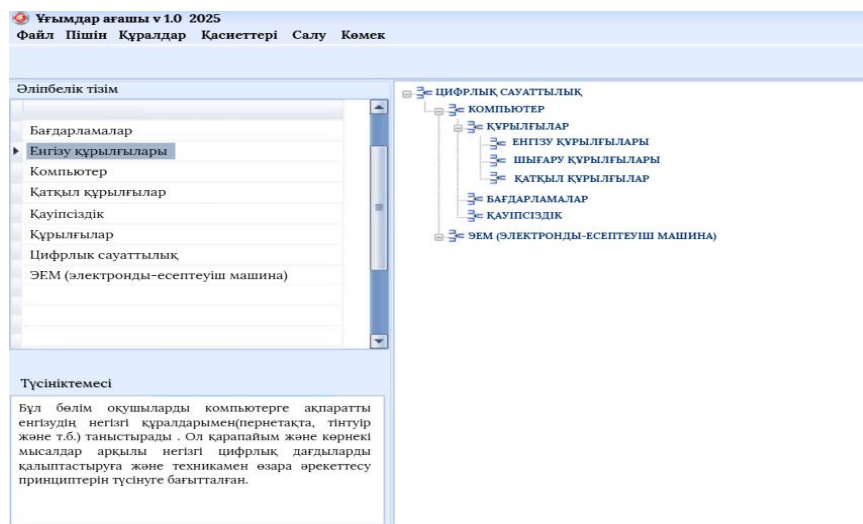 Ұғымдар ағашы v 1.0 2025
Файл Пішін Құралдар Қасиеттері Салу Көмек
Әліпбелік тізім
Бағдарламалар
Енгізу құрылғылары
Компьютер
Қатқыл құрылғылар
Қауіпсіздік
Құрылғылар
Цифрлық сауаттылық
ЭЕМ (электронды-есептеуіш машина)
Түсініктемесі
Бұл бөлім оқушыларды компьютерге ақпаратты
енгізудің негізгі құралдарымен(пернетақта, тінтуір
және т.б.) таныстырады . Ол қарапайым және көрнекі
мысалдар арқылы негізгі цифрлық дағдыларды
қалыптастыруға және техникамен өзара әрекеттесу
принциптерін түсінуге бағытталған.
ЦИФРЛЫҚ САУАТТЫЛЫҚ
КОМПЬЮТЕР
ҚҰРЫЛҒЫЛАР
ЕНГІЗУ ҚҰРЫЛҒЫЛАРЫ
ШЫҒАРУ ҚҰРЫЛҒЫЛАРЫ
ҚАТҚЫЛ ҚҰРЫЛҒЫЛАР
БАҒДАРЛАМАЛАР
ҚАУІПСІЗДІК
ЭЕМ (ЭЛЕКТРОНДЫ-ЕСЕПТЕУІШ МАШИНА)